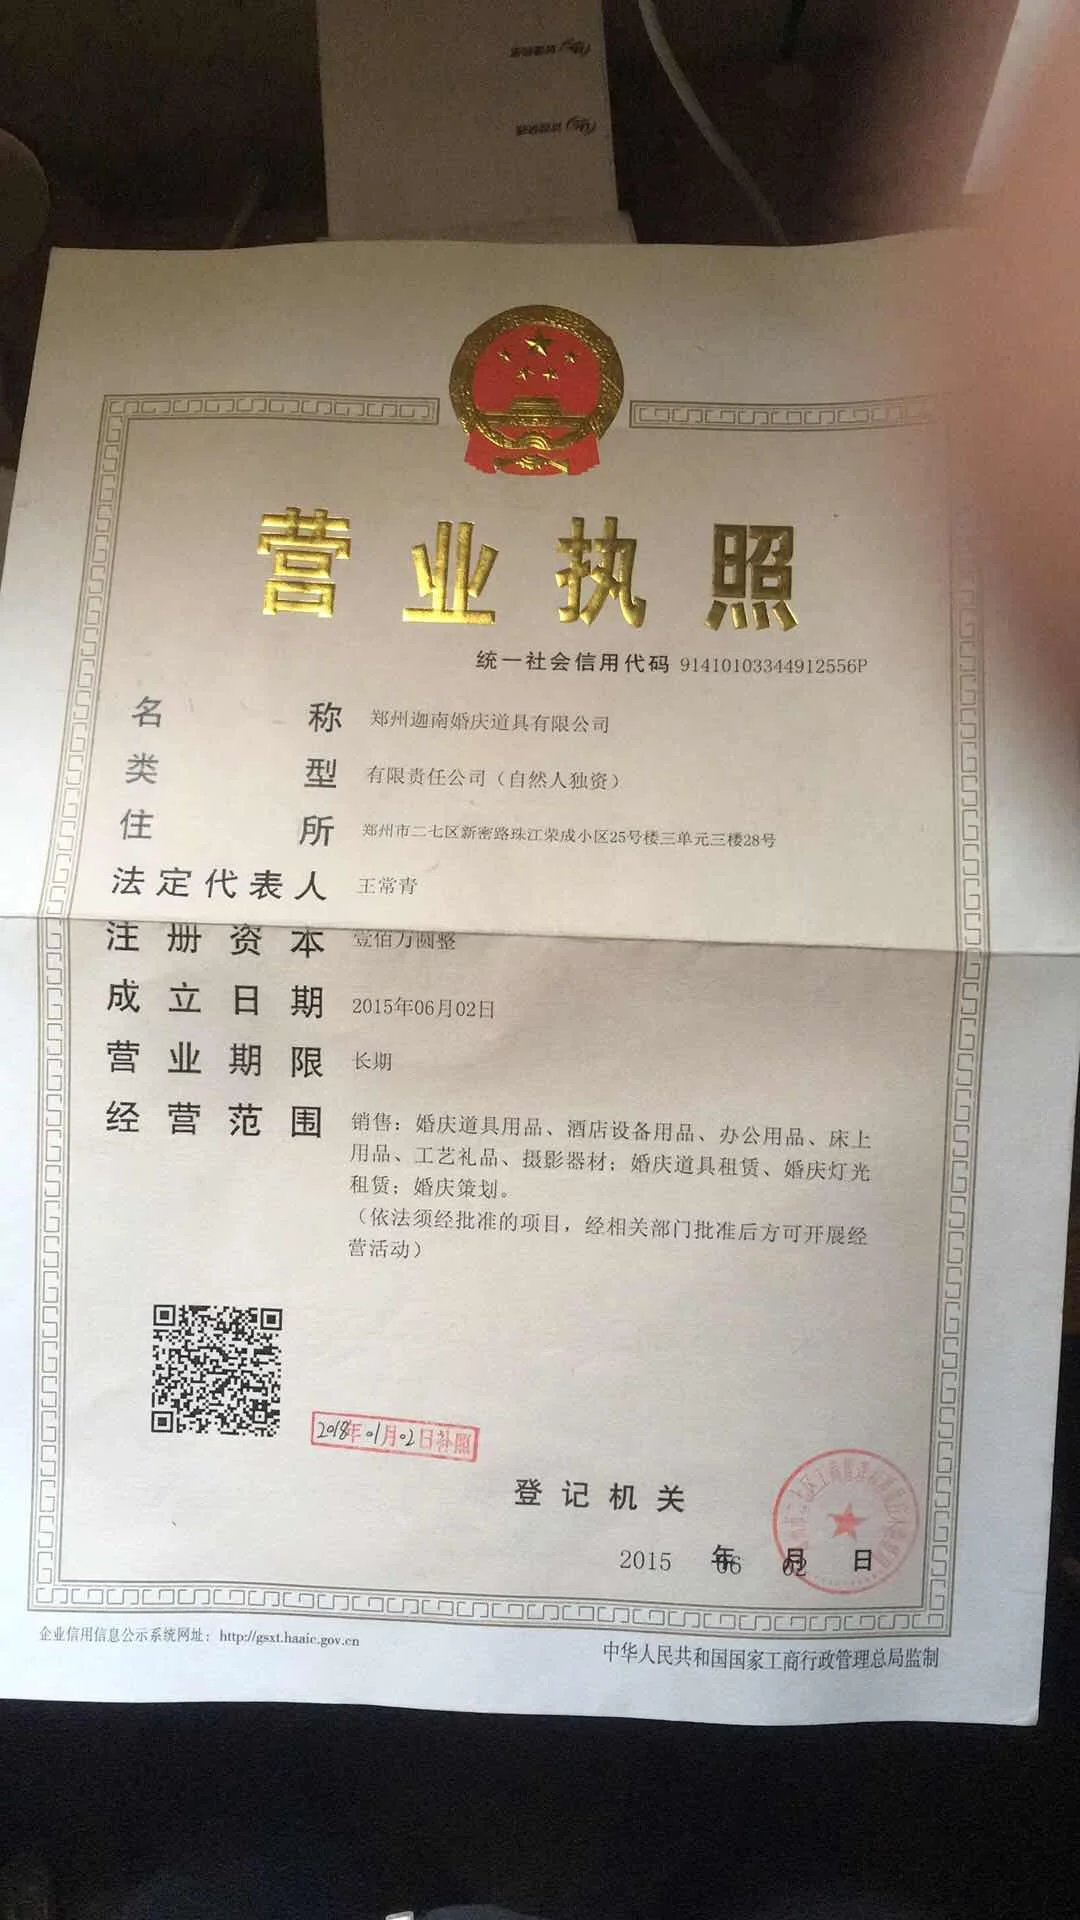 营业执照
统一社会信用代码 91410103344912556P
名称 郑州迦南婚庆道具有限公司
类型 有限责任公司（自然人独资）
住所 郑州市二七区新密路珠江荣成小区25号楼三单元三楼28号
法定代表人 王常青
注册资本 壹佰万圆整
成立日期 2015年06月02日
营业期限 长期
经营范围 销售：婚庆道具用品、酒店设备用品、办公用品、床上
用品、工艺礼品、摄影器材；婚庆道具租赁、婚庆灯光
租赁；婚庆策划。
（依法须经批准的项目，经相关部门批准后方可开展经
营活动）
2018年01月02日补照
登记机关
2015 年06 月02 日
企业信用信息公示系统网址：http://gsxt.haaic.gov.cn
中华人民共和国国家工商行政管理总局监制